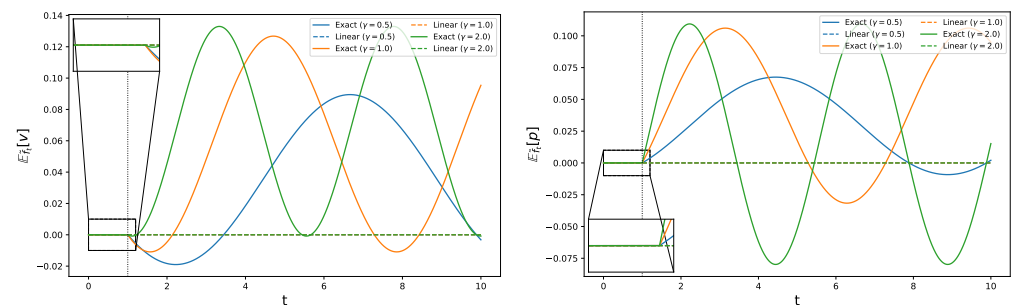 0.14
0.12
0.10
0.08
0.06
0.04
0.02
0.00
−0.02
𝔼_{f̃_t}[v]
Exact (γ = 0.5)
Linear (γ = 0.5)
Exact (γ = 1.0)
Linear (γ = 1.0)
Exact (γ = 2.0)
Linear (γ = 2.0)
0 2 4 6 8 10
t
0.100
0.075
0.050
0.025
0.000
−0.025
−0.050
−0.075
𝔼_{f̃_t}[p]
Exact (γ = 0.5)
Linear (γ = 0.5)
Exact (γ = 1.0)
Linear (γ = 1.0)
Exact (γ = 2.0)
Linear (γ = 2.0)
0 2 4 6 8 10
t